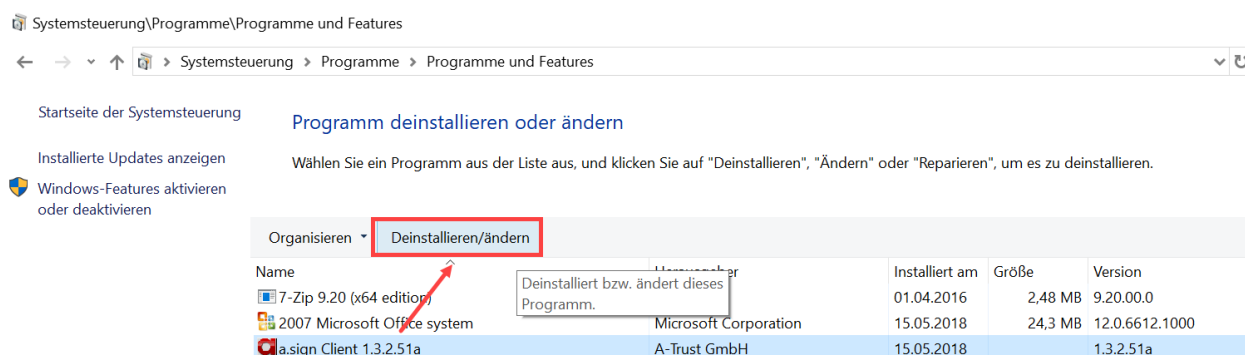 Systemsteuerung\Programme\Programme und Features
Systemsteuerung > Programme > Programme und Features
Startseite der Systemsteuerung
Installierte Updates anzeigen
Windows-Features aktivieren
oder deaktivieren
Programm deinstallieren oder ändern
Wählen Sie ein Programm aus der Liste aus, und klicken Sie auf "Deinstallieren", "Ändern" oder "Reparieren", um es zu deinstallieren.
Organisieren Deinstallieren/ändern
Name Herausgeber Installiert am Größe Version
Deinstalliert bzw. ändert dieses
Programm.
7-Zip 9.20 (x64 edition) 01.04.2016 2,48 MB 9.20.00.0
2007 Microsoft Office system Microsoft Corporation 15.05.2018 24,3 MB 12.0.6612.1000
a.sign Client 1.3.2.51a A-Trust GmbH 15.05.2018 1.3.2.51a